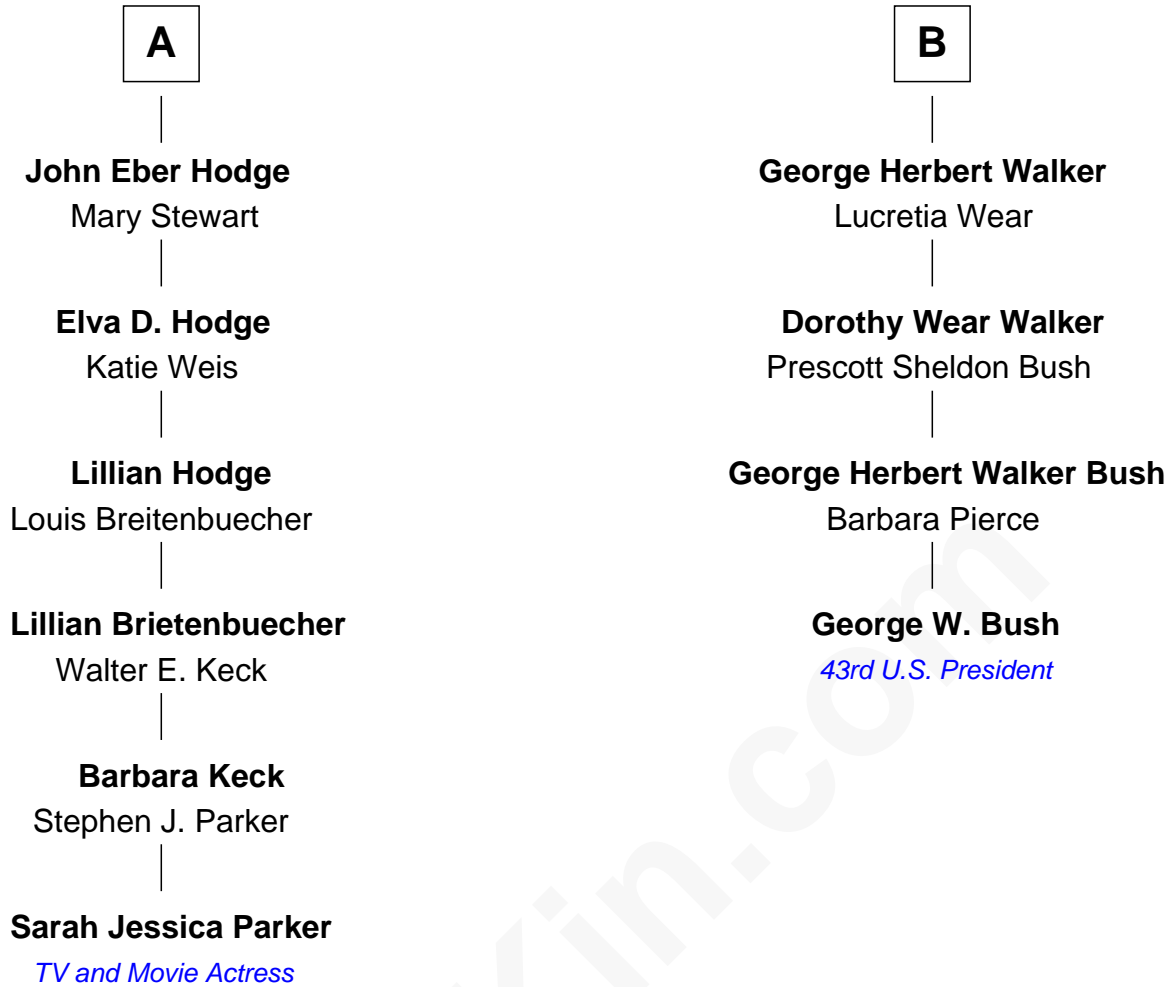 A
John Eber Hodge
Mary Stewart
Elva D. Hodge
Katie Weis
Lillian Hodge
Louis Breitenbuecher
Lillian Brietenbuecher
Walter E. Keck
Barbara Keck
Stephen J. Parker
Sarah Jessica Parker
TV and Movie Actress
B
George Herbert Walker
Lucretia Wear
Dorothy Wear Walker
Prescott Sheldon Bush
George Herbert Walker Bush
Barbara Pierce
George W. Bush
43rd U.S. President
Kin.com